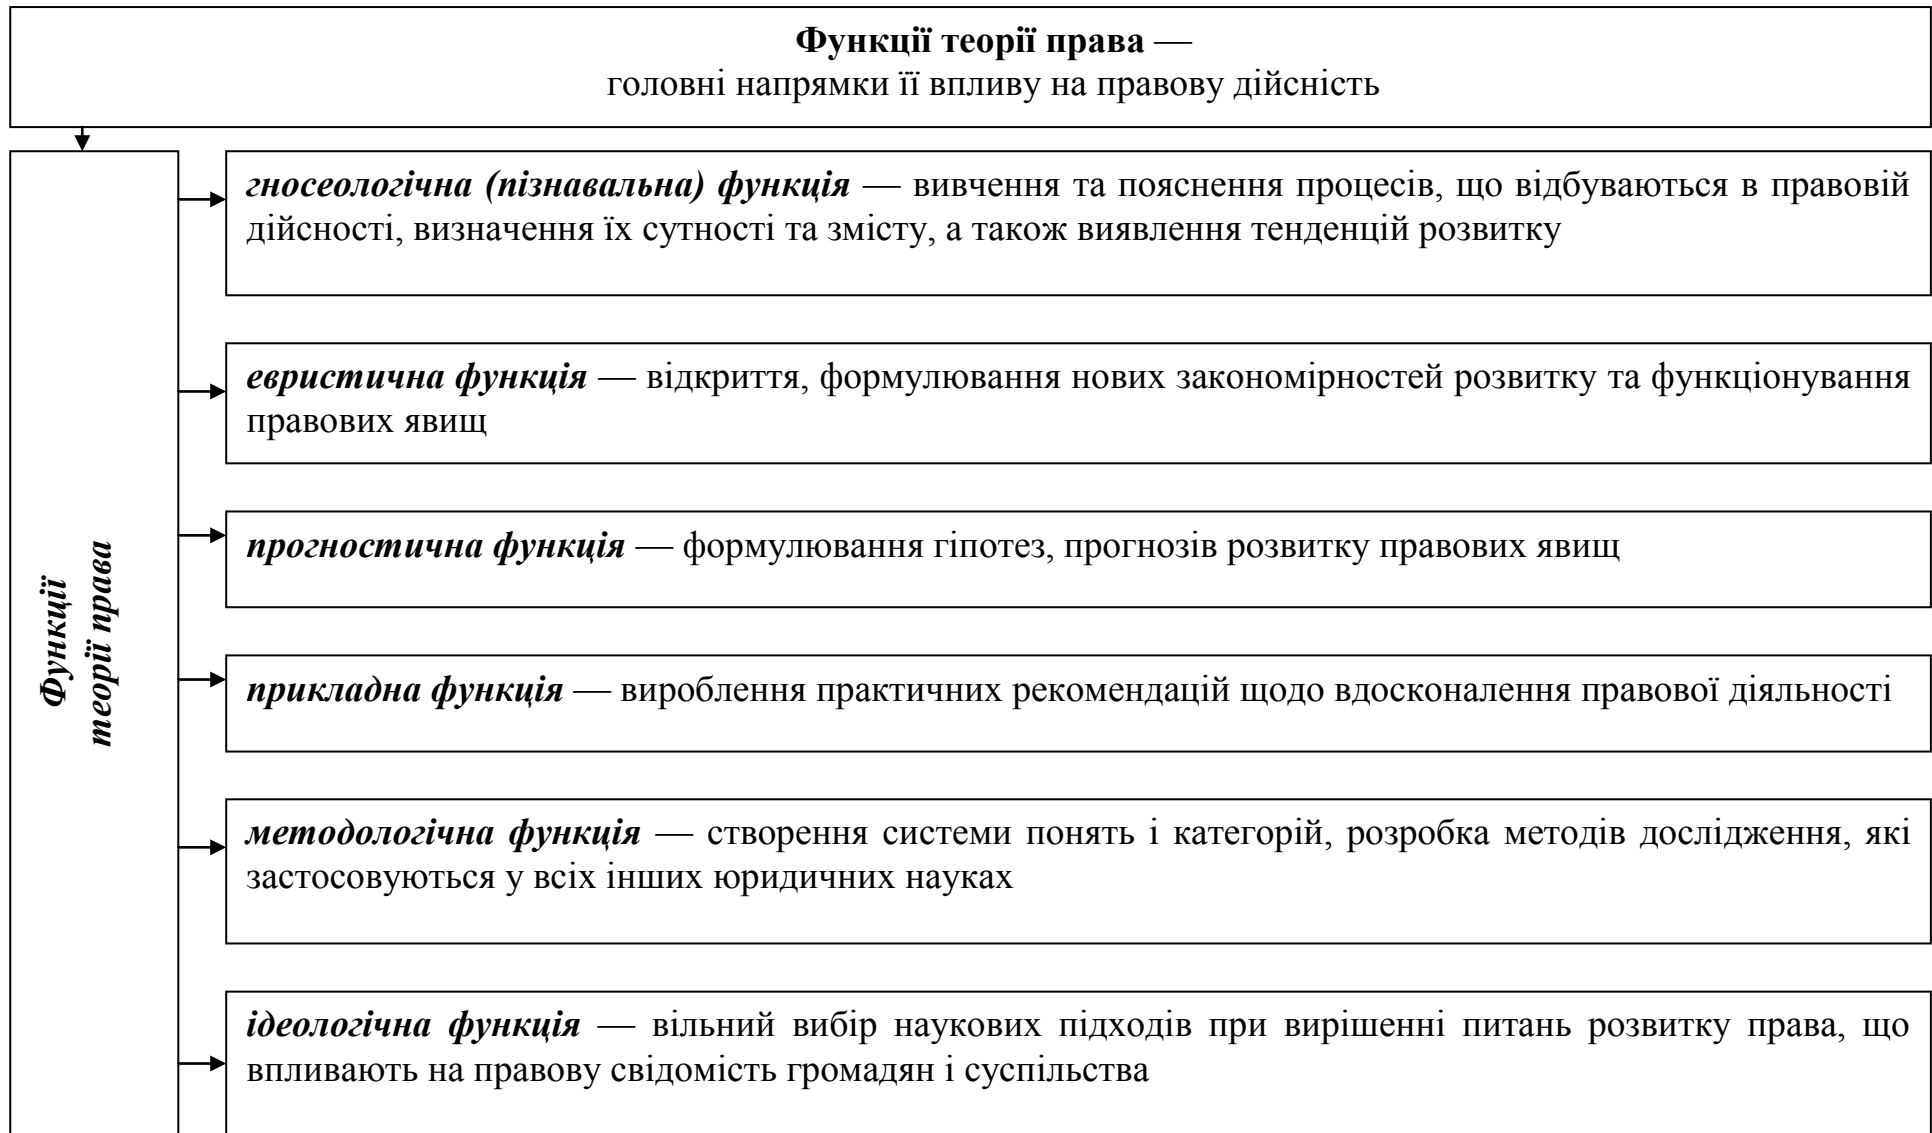 Функції теорії права —
головні напрямки її впливу на правову дійсність
Функції
теорії права
гносеологічна (пізнавальна) функція — вивчення та пояснення процесів, що відбуваються в правовій
дійсності, визначення їх сутності та змісту, а також виявлення тенденцій розвитку
евристична функція — відкриття, формулювання нових закономірностей розвитку та функціонування
правових явищ
прогностична функція — формулювання гіпотез, прогнозів розвитку правових явищ
прикладна функція — вироблення практичних рекомендацій щодо вдосконалення правової діяльності
методологічна функція — створення системи понять і категорій, розробка методів дослідження, які
застосовуються у всіх інших юридичних науках
ідеологічна функція — вільний вибір наукових підходів при вирішенні питань розвитку права, що
впливають на правову свідомість громадян і суспільства